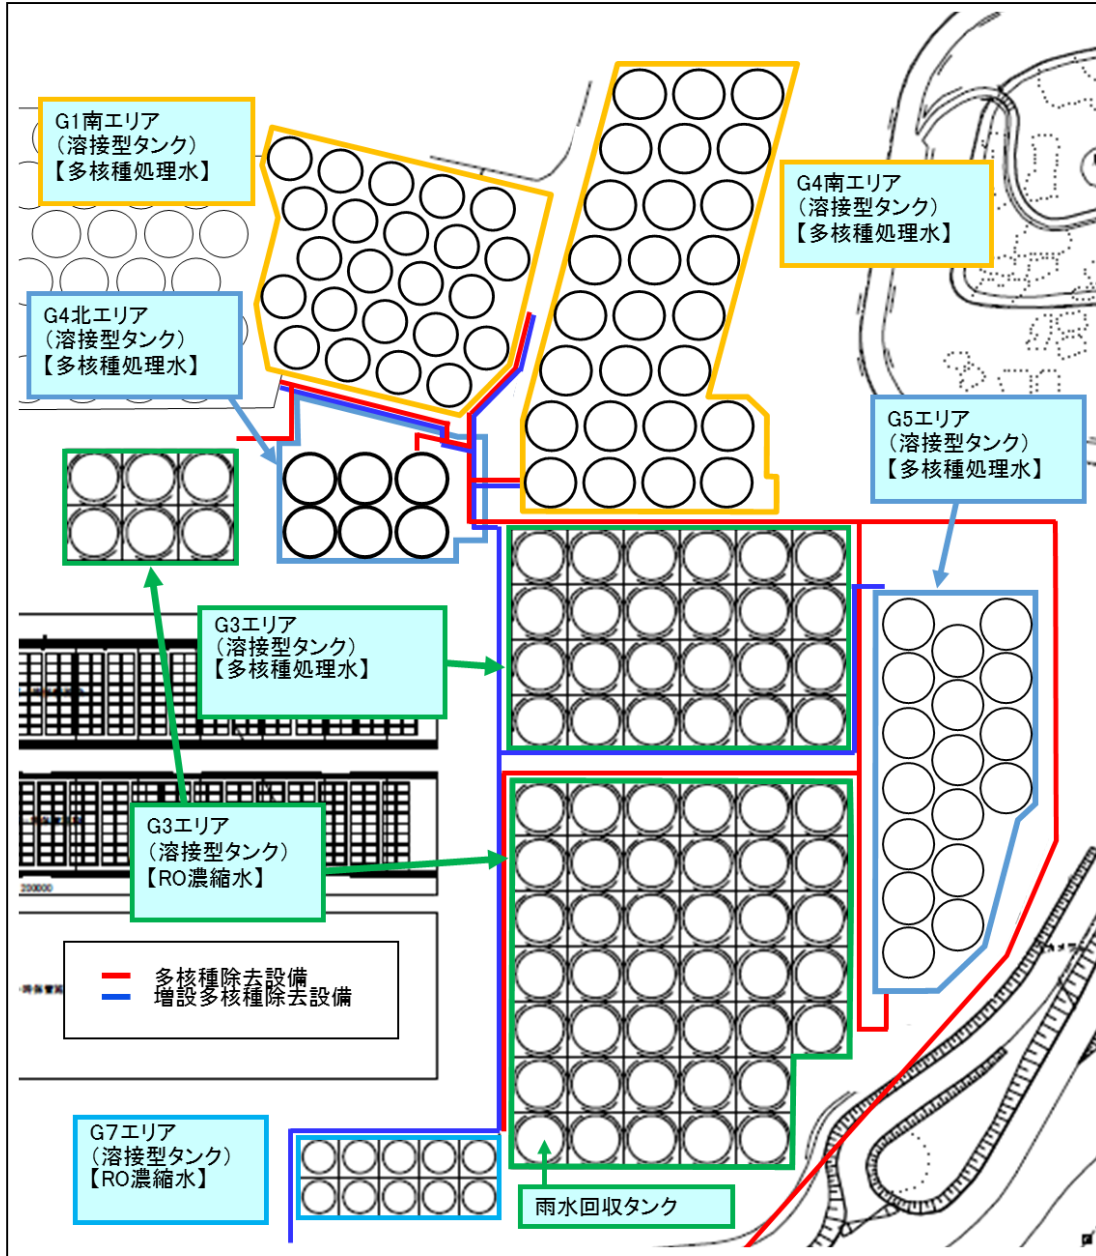 G1南エリア
（溶接型タンク）
【多核種処理水】
G4南エリア
（溶接型タンク）
【多核種処理水】
G4北エリア
（溶接型タンク）
【多核種処理水】
G5エリア
（溶接型タンク）
【多核種処理水】
G3エリア
（溶接型タンク）
【多核種処理水】
G3エリア
（溶接型タンク）
【RO濃縮水】
200000
多核種除去設備
増設多核種除去設備
G7エリア
（溶接型タンク）
【RO濃縮水】
雨水回収タンク